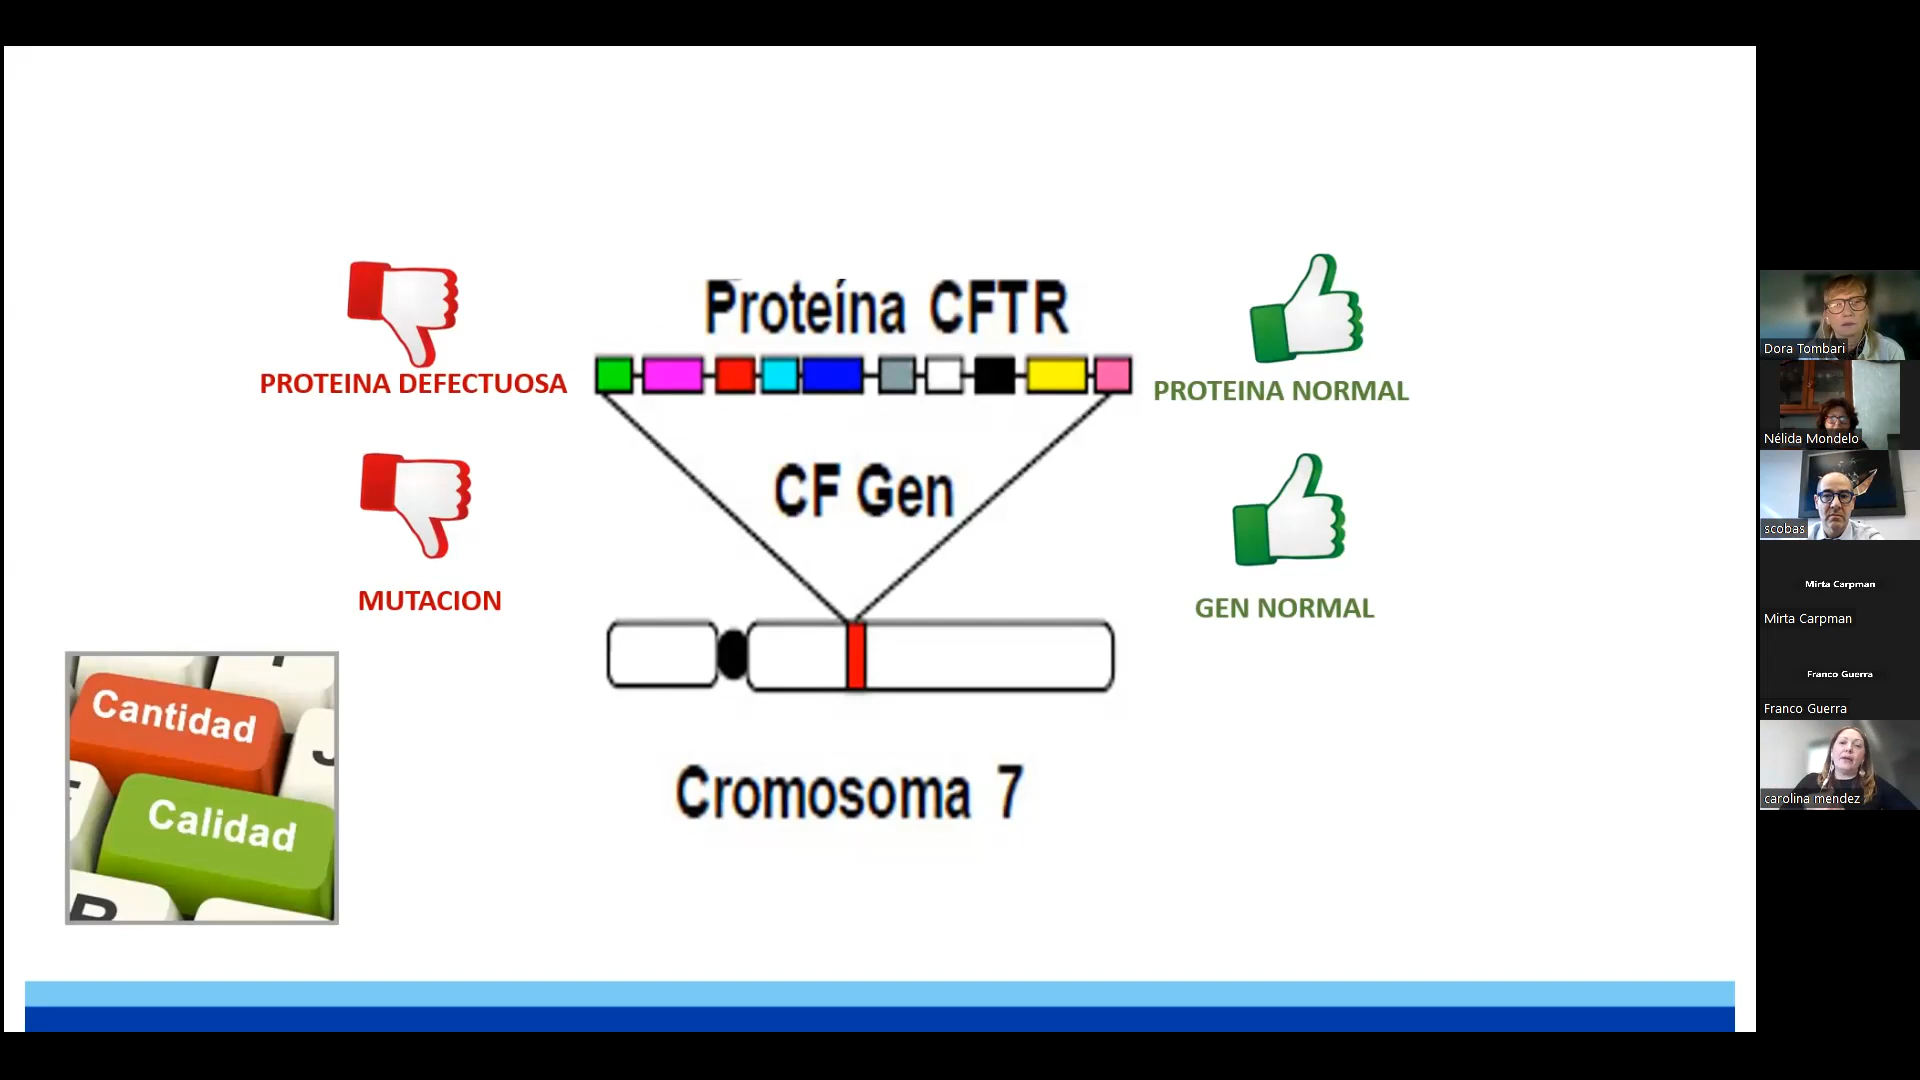 Proteína CFTR
PROTEINA DEFECTUOSA
PROTEINA NORMAL
CF Gen
MUTACION
GEN NORMAL
Cromosoma 7
Cantidad
Calidad
Dora Tombari
Nélida Mondelo
scobas
Mirta Carpman
Mirta Carpman
Franco Guerra
Franco Guerra
carolina mendez